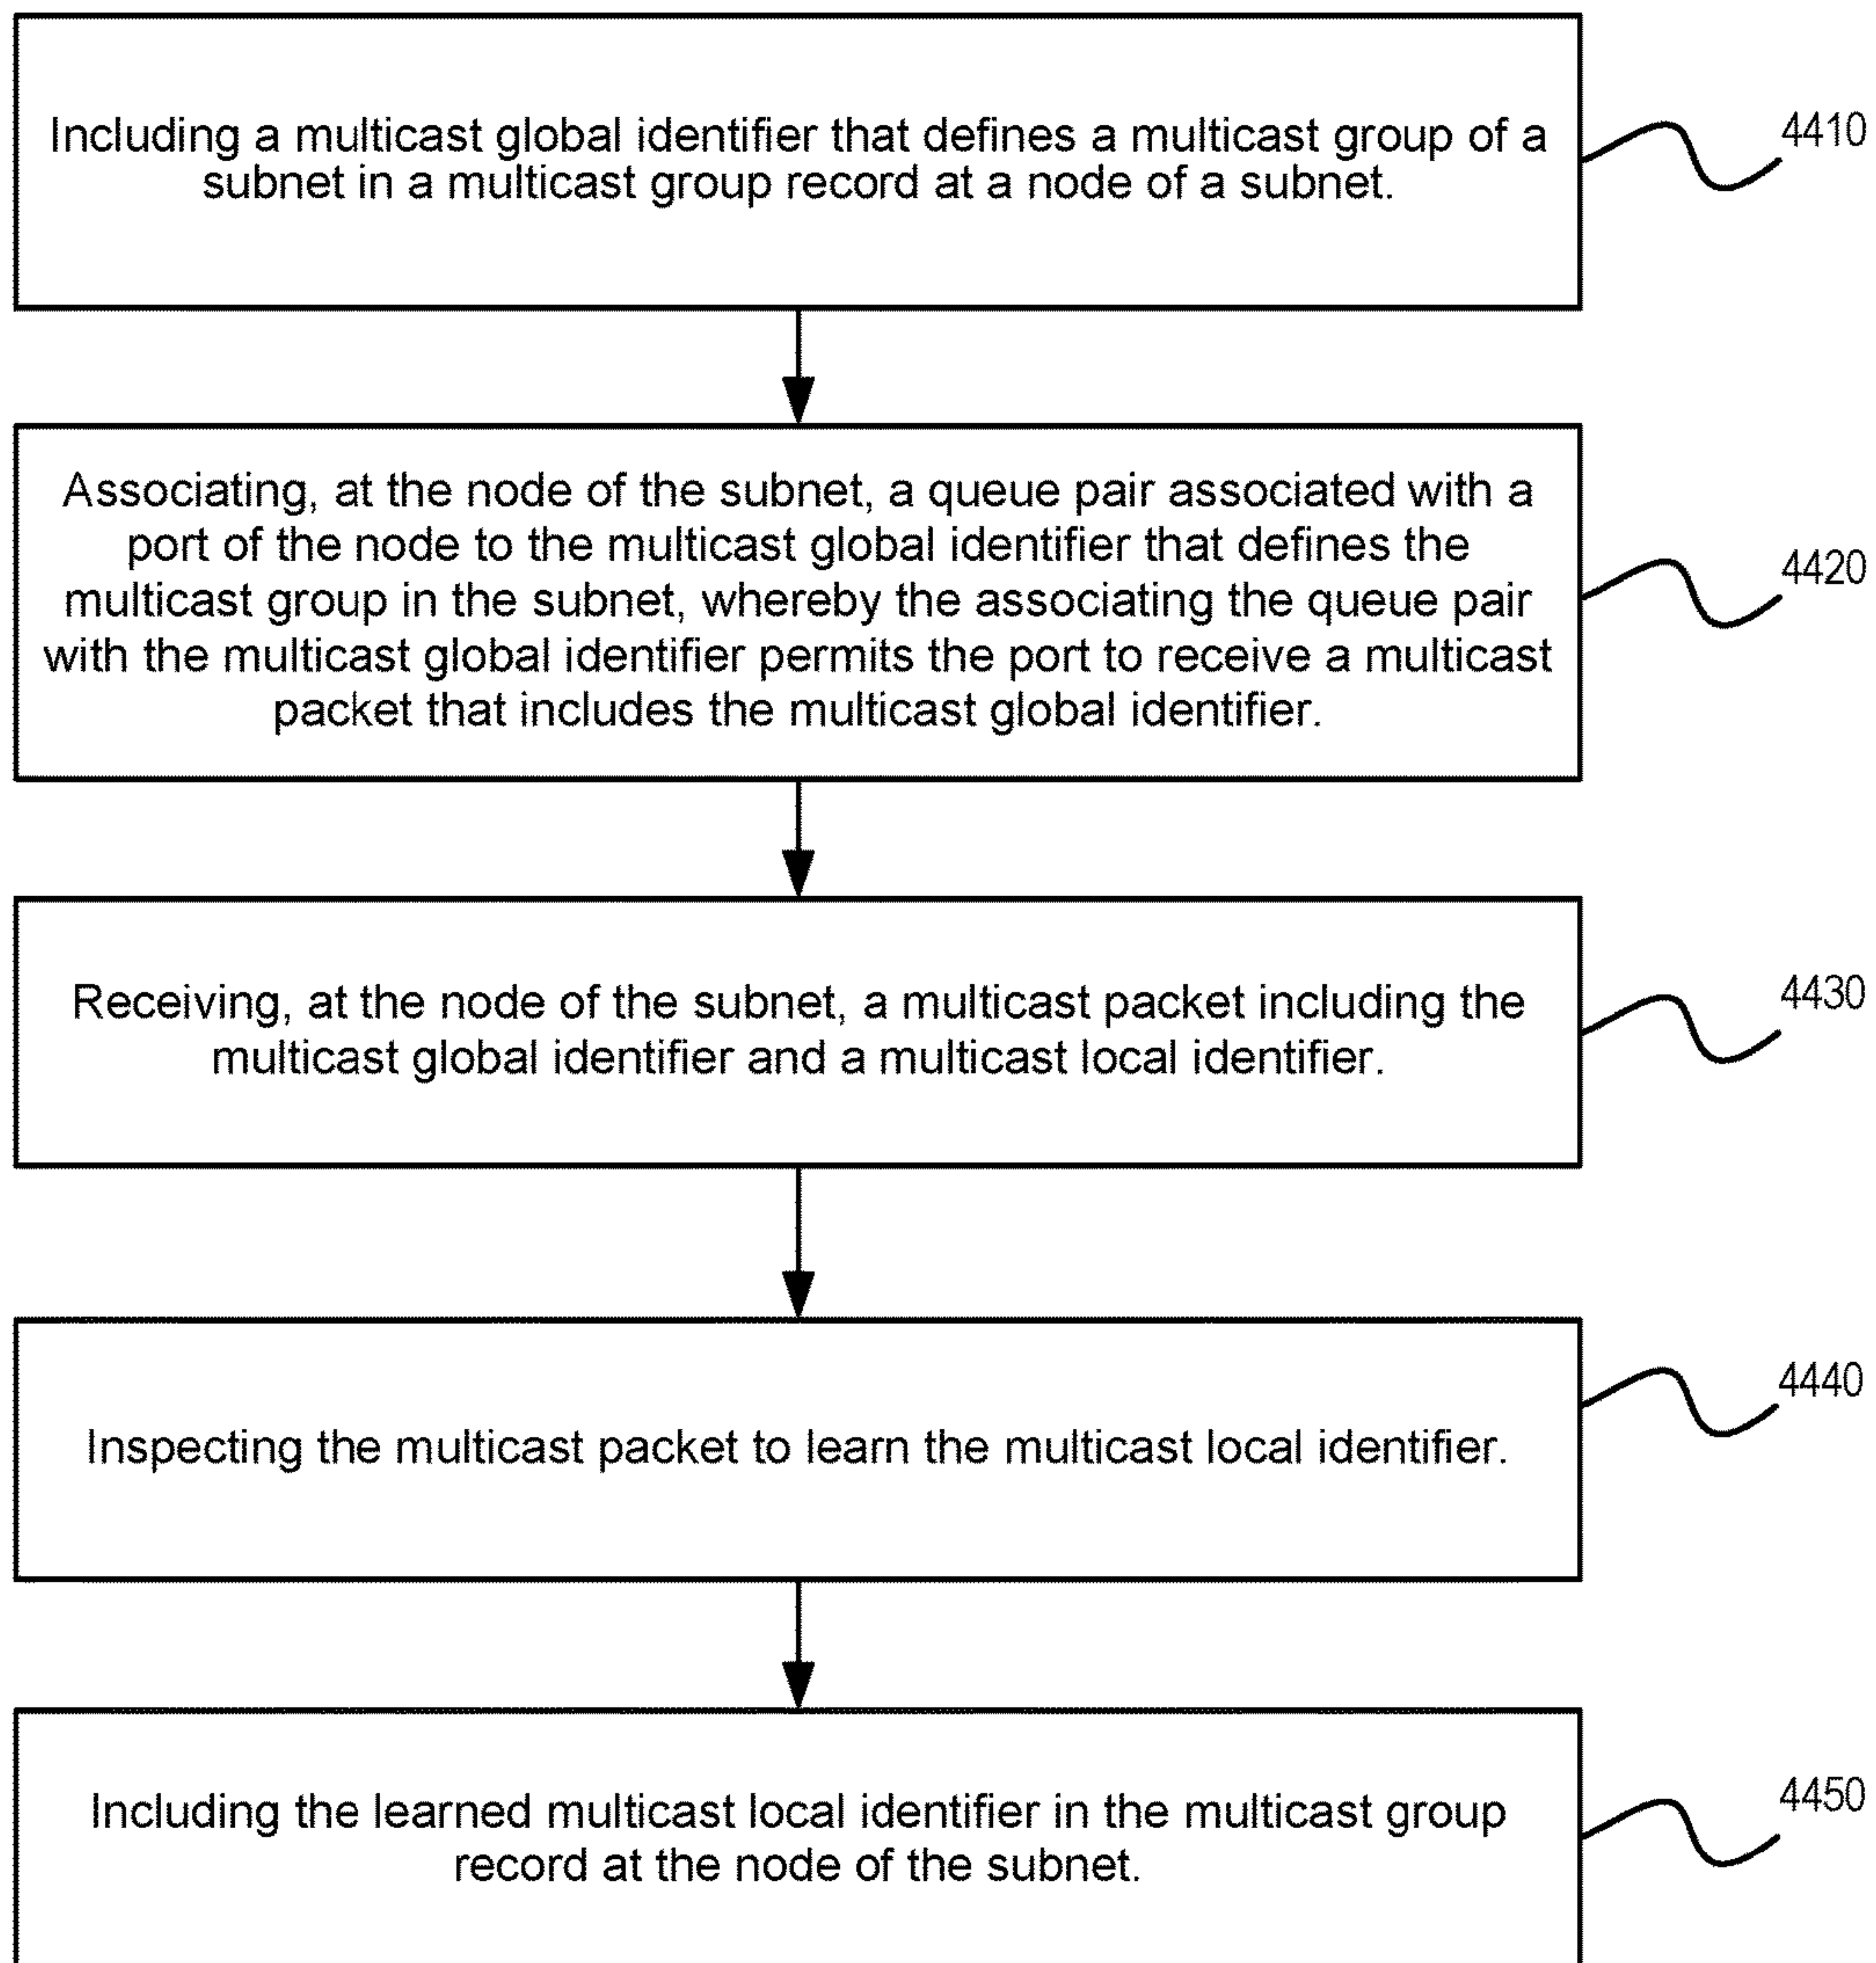 Including a multicast global identifier that defines a multicast group of a
subnet in a multicast group record at a node of a subnet.
4410
Associating, at the node of the subnet, a queue pair associated with a
port of the node to the multicast global identifier that defines the
multicast group in the subnet, whereby the associating the queue pair
with the multicast global identifier permits the port to receive a multicast
packet that includes the multicast global identifier.
4420
Receiving, at the node of the subnet, a multicast packet including the
multicast global identifier and a multicast local identifier.
4430
Inspecting the multicast packet to learn the multicast local identifier.
4440
Including the learned multicast local identifier in the multicast group
record at the node of the subnet.
4450